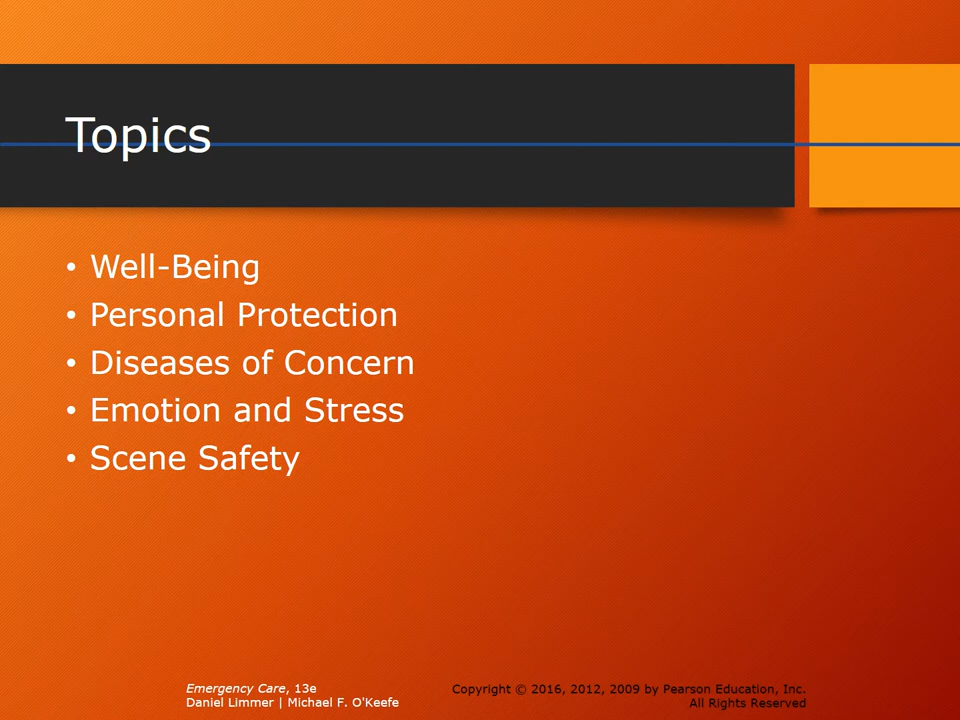 Topics
• Well-Being
• Personal Protection
• Diseases of Concern
• Emotion and Stress
• Scene Safety
Emergency Care, 13e
Daniel Limmer | Michael F. O'Keefe
Copyright © 2016, 2012, 2009 by Pearson Education, Inc.
All Rights Reserved